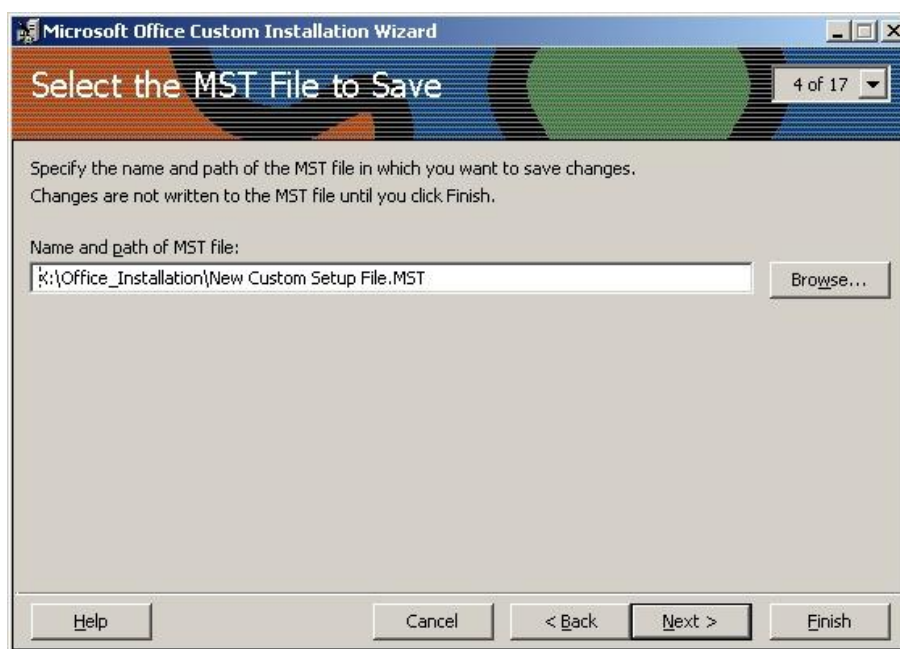 Microsoft Office Custom Installation Wizard
Select the MST File to Save
4 of 17
Specify the name and path of the MST file in which you want to save changes.
Changes are not written to the MST file until you click Finish.
Name and path of MST file:
K:\Office_Installation\New Custom Setup File.MST
Browse...
Help
Cancel
< Back
Next >
Finish